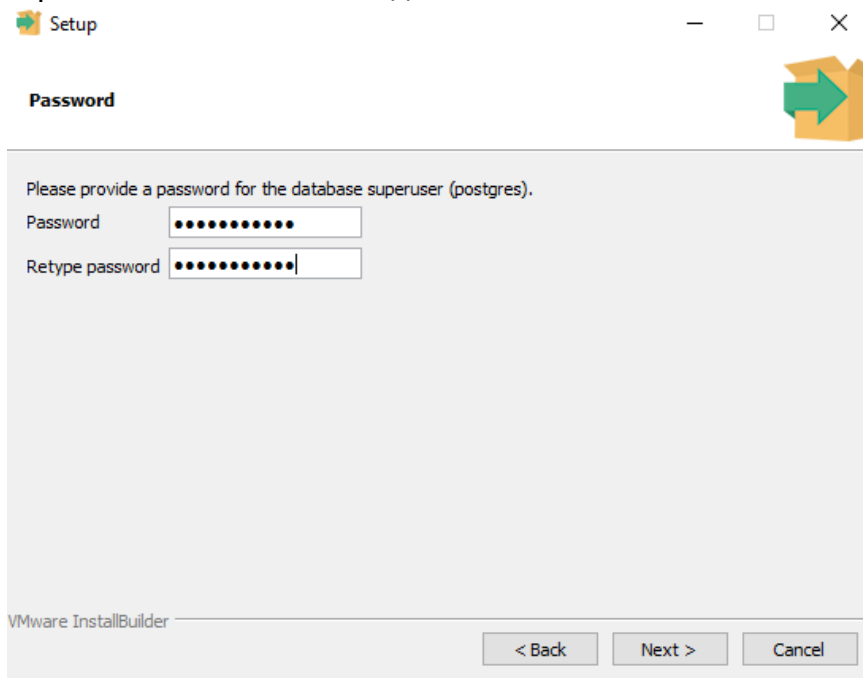 Setup
Password
Please provide a password for the database superuser (postgres).
Password ●●●●●●●●●●●
Retype password ●●●●●●●●●●●
VMware InstallBuilder
< Back Next > Cancel